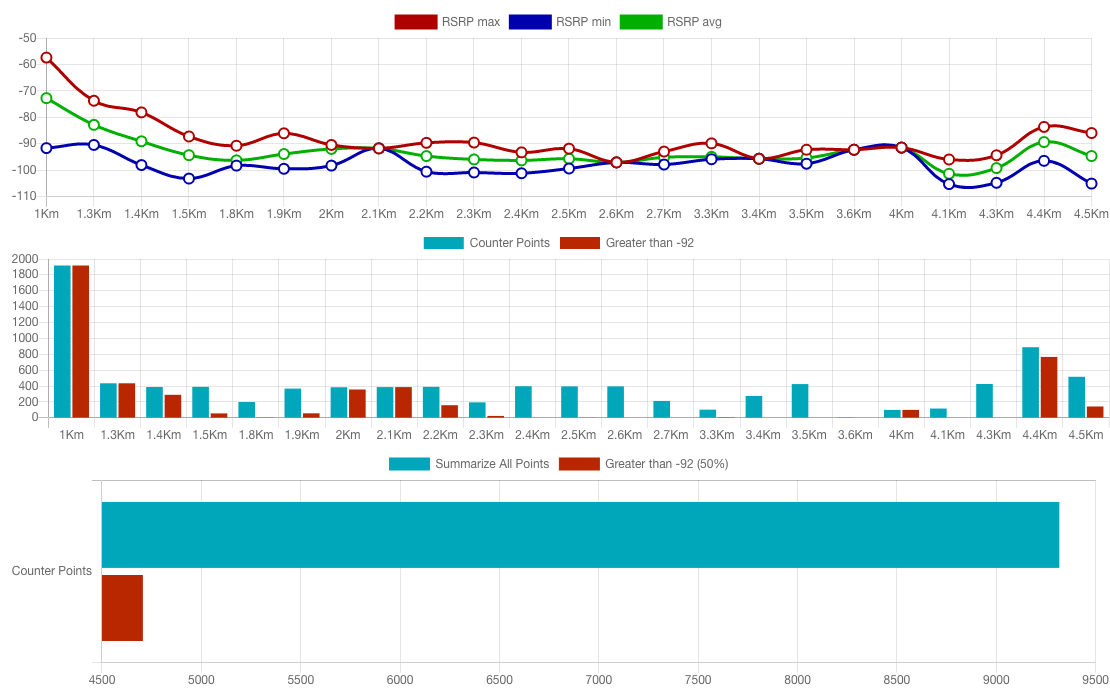 RSRP max RSRP min RSRP avg
-50
-60
-70
-80
-90
-100
-110
1Km 1.3Km 1.4Km 1.5Km 1.8Km 1.9Km 2Km 2.1Km 2.2Km 2.3Km 2.4Km 2.5Km 2.6Km 2.7Km 3.3Km 3.4Km 3.5Km 3.6Km 4Km 4.1Km 4.3Km 4.4Km 4.5Km
Counter Points Greater than -92
2000
1800
1600
1400
1200
1000
800
600
400
200
0
1Km 1.3Km 1.4Km 1.5Km 1.8Km 1.9Km 2Km 2.1Km 2.2Km 2.3Km 2.4Km 2.5Km 2.6Km 2.7Km 3.3Km 3.4Km 3.5Km 3.6Km 4Km 4.1Km 4.3Km 4.4Km 4.5Km
Summarize All Points Greater than -92 (50%)
Counter Points
4500 5000 5500 6000 6500 7000 7500 8000 8500 9000 9500